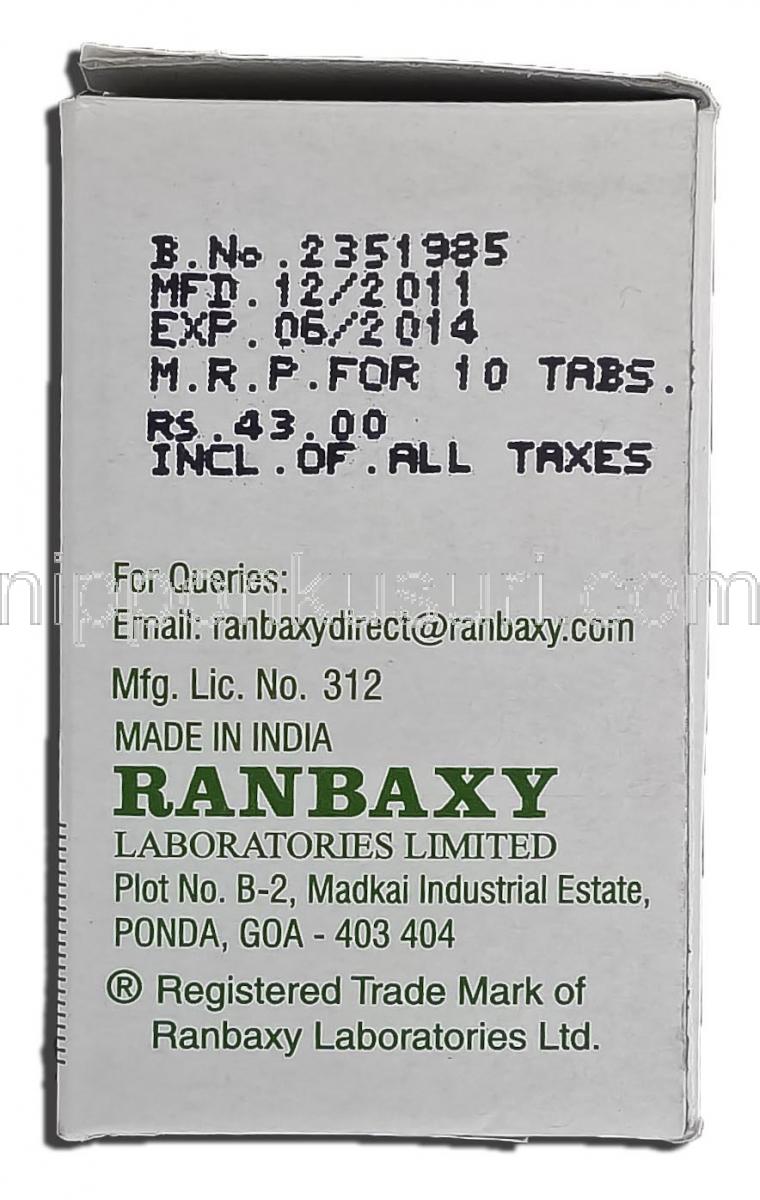 B.No.2351985
MFD.12/2011
EXP.06/2014
M.R.P.FOR 10 TABS.
RS.43.00
INCL.OF.ALL TAXES
nipponkusuri.com
For Queries:
Email: ranbaxydirect@ranbaxy.com
Mfg. Lic. No. 312
MADE IN INDIA
RANBAXY
LABORATORIES LIMITED
Plot No. B-2, Madkai Industrial Estate,
PONDA, GOA - 403 404
® Registered Trade Mark of
Ranbaxy Laboratories Ltd.